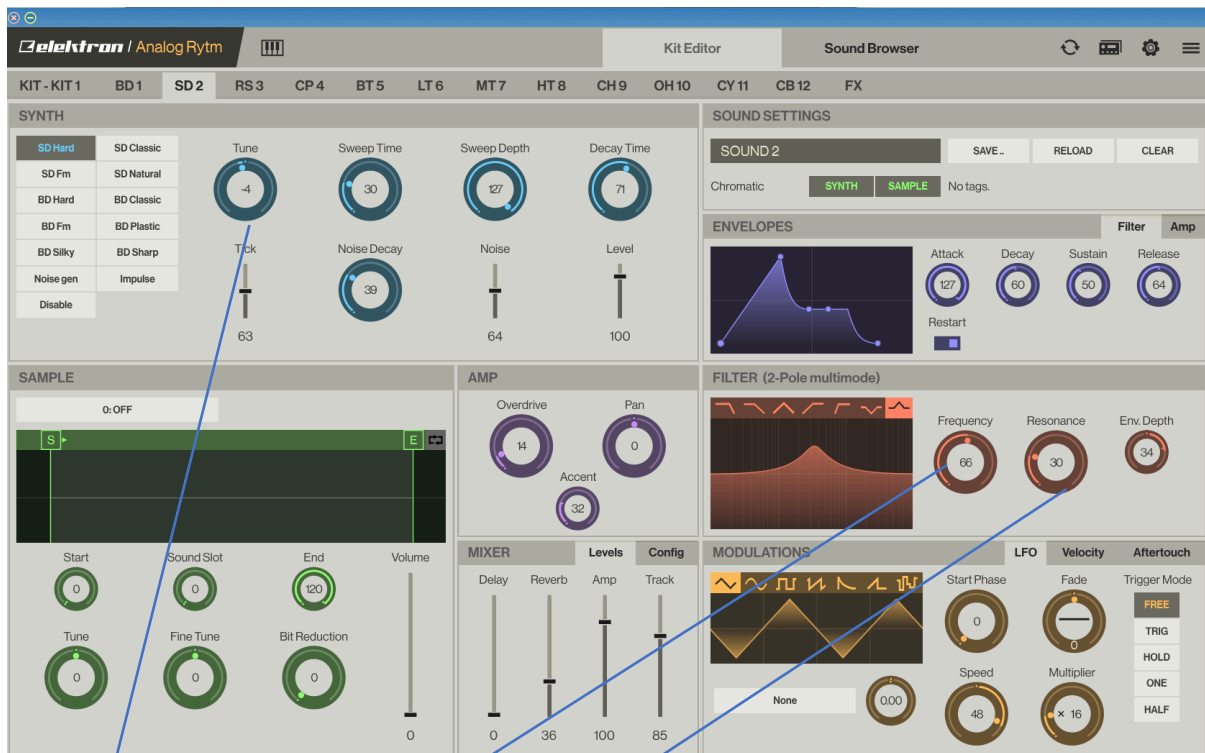 elektron / Analog Rytm
Kit Editor
Sound Browser
KIT - KIT 1 BD 1 SD 2 RS 3 CP 4 BT 5 LT 6 MT 7 HT 8 CH 9 OH 10 CY 11 CB 12 FX
SYNTH
SD Hard SD Classic
SD Fm SD Natural
BD Hard BD Classic
BD Fm BD Plastic
BD Silky BD Sharp
Noise gen Impulse
Disable
Tune Sweep Time Sweep Depth Decay Time
-4 30 127 71
Tick Noise Decay Noise Level
39
63 64 100
SOUND SETTINGS
SOUND 2 SAVE .. RELOAD CLEAR
Chromatic SYNTH SAMPLE No tags.
ENVELOPES Filter Amp
Attack Decay Sustain Release
127 60 50 64
Restart
SAMPLE
0: OFF
S E
Start Sound Slot End Volume
0 0 120
Tune Fine Tune Bit Reduction
0 0 0
0
AMP
Overdrive Pan
14 0
Accent
32
FILTER (2-Pole multimode)
Frequency Resonance Env. Depth
66 30 34
MIXER Levels Config
Delay Reverb Amp Track
0 36 100 85
MODULATIONS LFO Velocity Aftertouch
Start Phase Fade Trigger Mode
0 0
FREE
TRIG
HOLD
ONE
HALF
Speed Multiplier
None 0.00 48 × 16